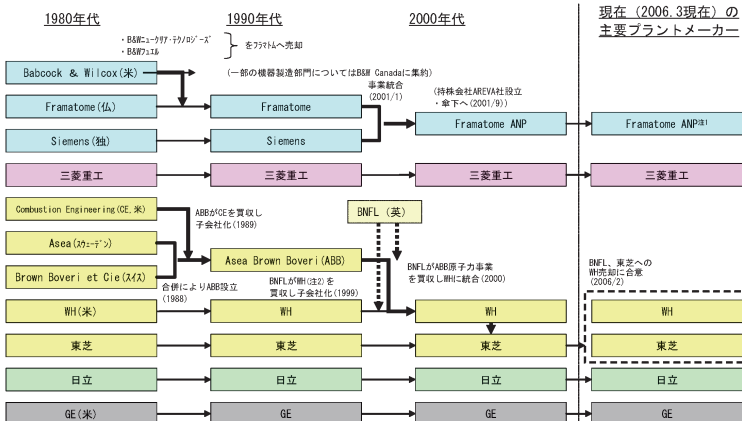 1980年代
1990年代
2000年代
現在（2006.3現在）の
主要プラントメーカー
・B&Wニュークリア・テクノロジーズ
・B&Wフュエル
をフラマトムへ売却
Babcock & Wilcox(米)
(一部の機器製造部門についてはB&W Canadaに集約)
事業統合
(2001/1)
(持株会社AREVA社設立
・傘下へ(2001/9))
Framatome(仏)
Framatome
Framatome ANP
Framatome ANP注1
Siemens(独)
Siemens
三菱重工
三菱重工
三菱重工
三菱重工
Combustion Engineering(CE,米)
ABBがCEを買収し
子会社化(1989)
BNFL（英）
Asea(スウェーデン)
Asea Brown Boveri(ABB)
Brown Boveri et Cie(スイス)
合併によりABB設立
(1988)
BNFLがWH(注2)を
買収し子会社化(1999)
BNFLがABB原子力事業
を買収しWHに統合(2000)
BNFL、東芝への
WH売却に合意
(2006/2)
WH(米)
WH
WH
WH
東芝
東芝
東芝
東芝
日立
日立
日立
日立
GE(米)
GE
GE
GE